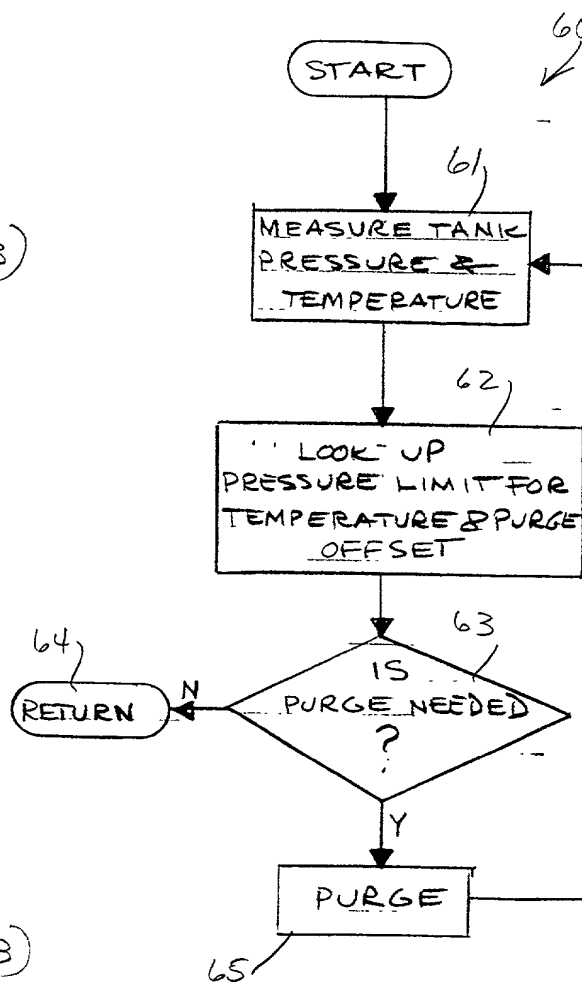 60
START
61
MEASURE TANK
PRESSURE &
TEMPERATURE
62
LOOK-UP
PRESSURE LIMIT FOR
TEMPERATURE & PURGE
OFFSET
63
IS
PURGE NEEDED
?
64
RETURN
N
Y
PURGE
65